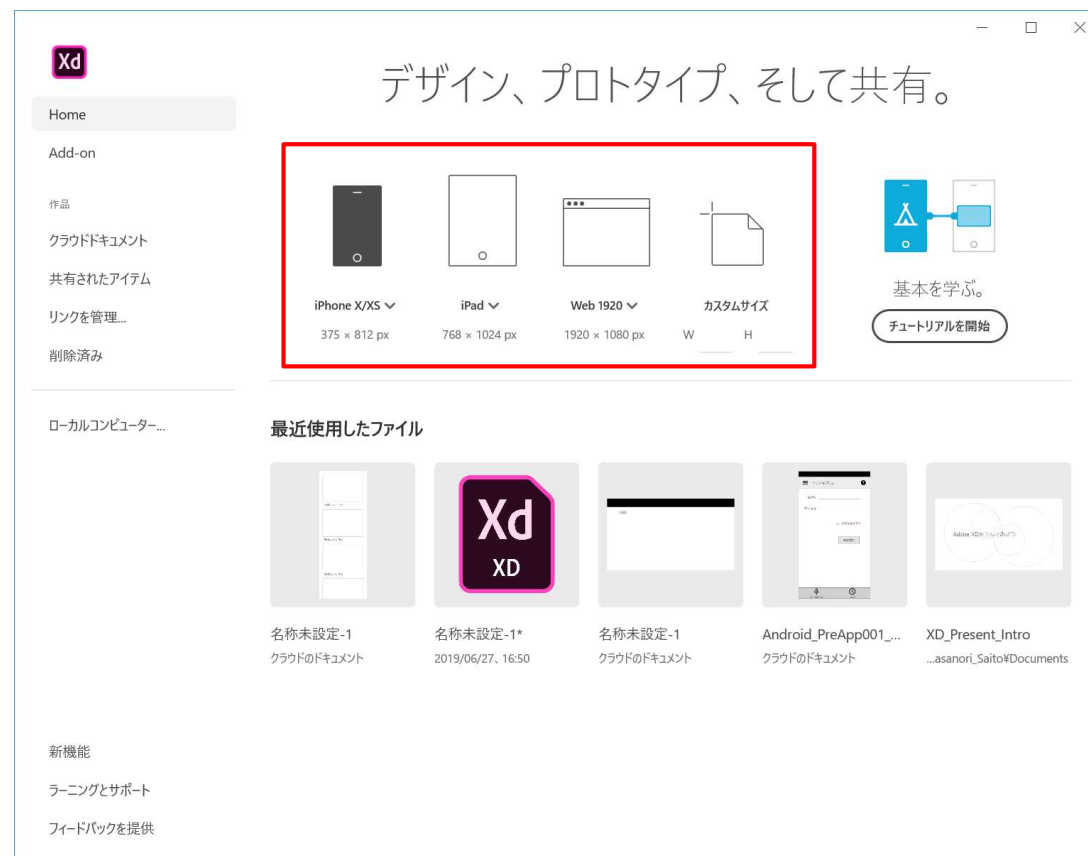 Xd
デザイン、プロトタイプ、そして共有。
Home
Add-on
作品
クラウドドキュメント
共有されたアイテム
リンクを管理...
削除済み
ローカルコンピューター...
新機能
ラーニングとサポート
フィードバックを提供
iPhone X/XS
375 × 812 px
iPad
768 × 1024 px
Web 1920
1920 × 1080 px
カスタムサイズ
W H
基本を学ぶ。
チュートリアルを開始
最近使用したファイル
Xd
XD
名称未設定-1
クラウドのドキュメント
名称未設定-1*
2019/06/27、16:50
名称未設定-1
クラウドのドキュメント
Android_PreApp001_...
クラウドのドキュメント
XD_Present_Intro
...asanori_Saito¥Documents